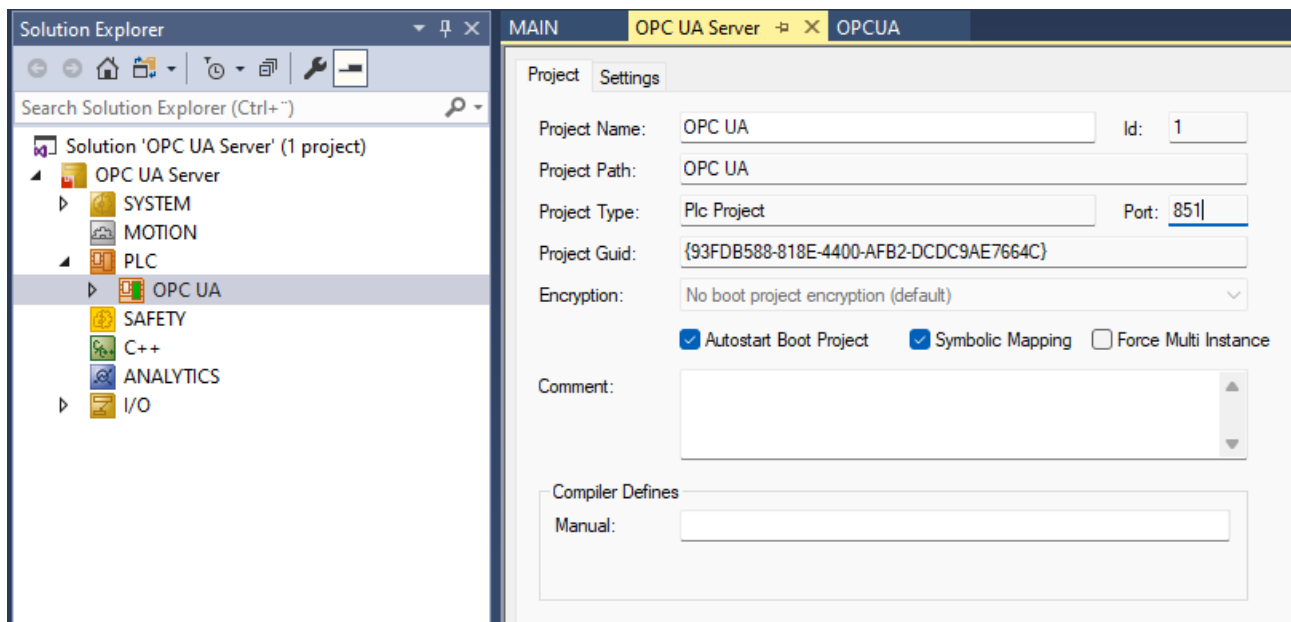 Solution Explorer
Search Solution Explorer (Ctrl+¨)
Solution 'OPC UA Server' (1 project)
OPC UA Server
SYSTEM
MOTION
PLC
OPC UA
SAFETY
C++
ANALYTICS
I/O
MAIN OPC UA Server OPCUA
Project Settings
Project Name: OPC UA Id: 1
Project Path: OPC UA
Project Type: Plc Project Port: 851
Project Guid: {93FDB588-818E-4400-AFB2-DCDC9AE7664C}
Encryption: No boot project encryption (default)
Autostart Boot Project Symbolic Mapping Force Multi Instance
Comment:
Compiler Defines
Manual: